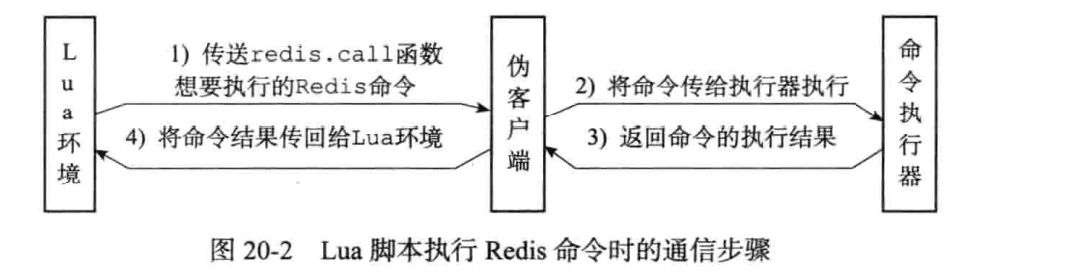 Lua环境
1) 传送redis.call函数
想要执行的Redis命令
4) 将命令结果传回给Lua环境
伪客户端
2) 将命令传给执行器执行
3) 返回命令的执行结果
命令执行器
图 20-2 Lua 脚本执行 Redis 命令时的通信步骤